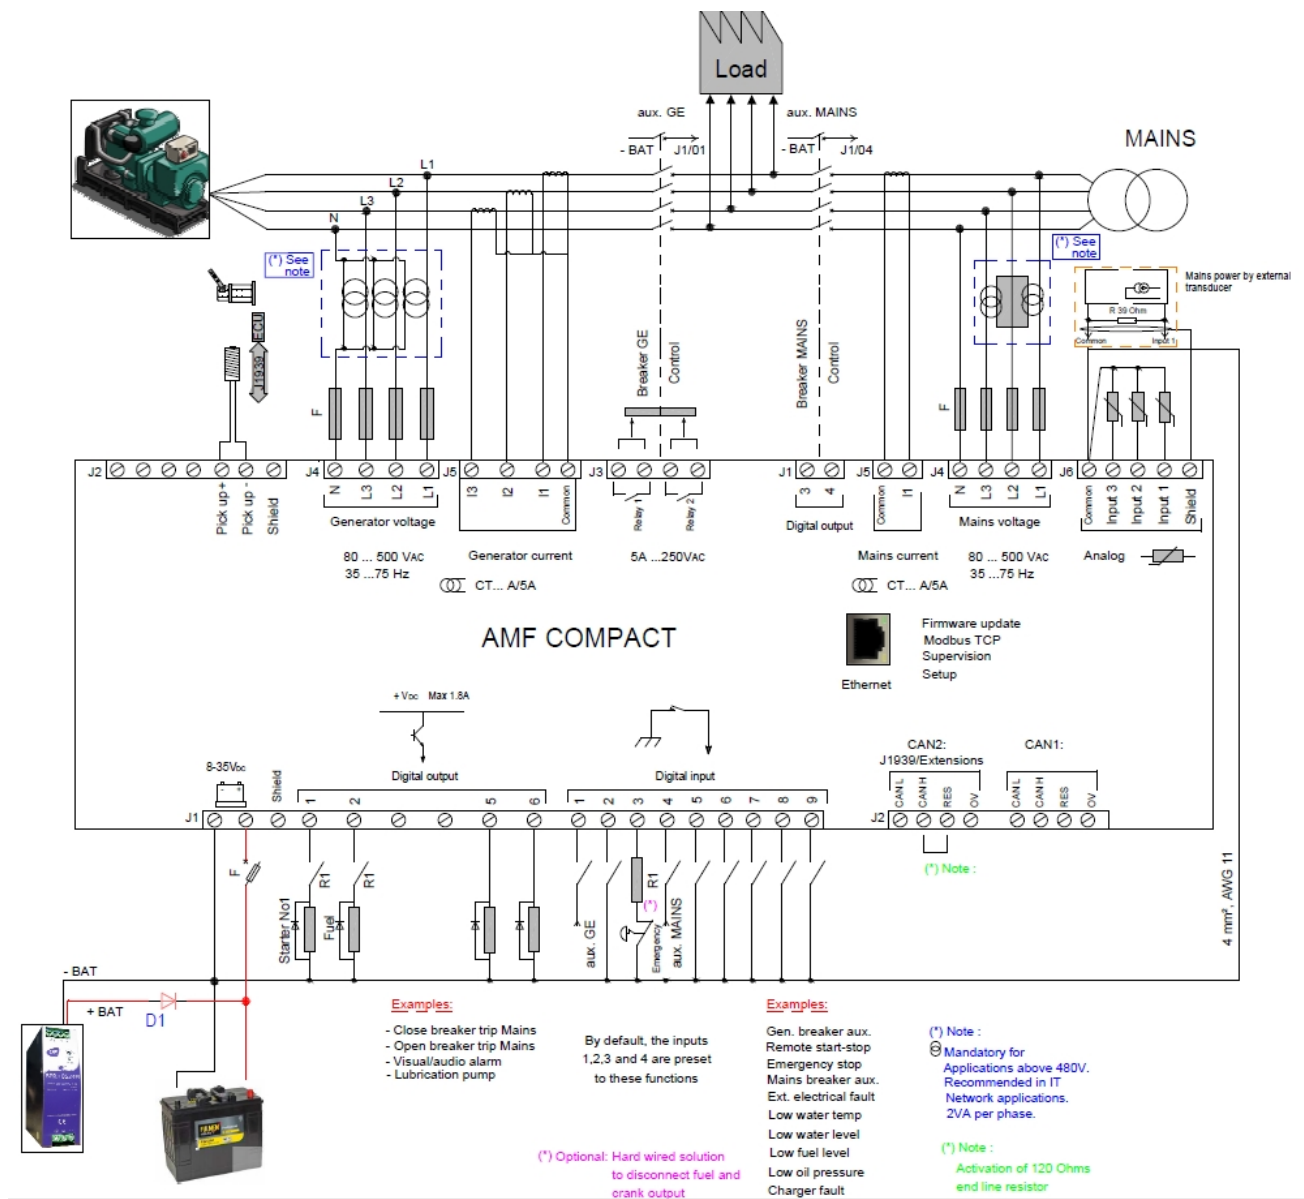 Load
aux. GE
aux. MAINS
- BAT
J1/01
- BAT
J1/04
MAINS
L1
L2
L3
N
(*) See
note
(*) See
note
Mains power by external
transducer
R 39 Ohm
Common
Input 1
ECU
J1939
Breaker GE
Control
Breaker MAINS
Control
F
F
J2
J4
J5
J3
J1
J5
J4
J6
Pick up+
Pick up -
Shield
N
L3
L2
L1
I3
I2
I1
Common
Relay 1
Relay 2
3
4
Common
I1
N
L3
L2
L1
Common
Input 3
Input 2
Input 1
Shield
Generator voltage
Digital output
Mains voltage
80 ... 500 VAC
35 ...75 Hz
Generator current
5A ...250VAC
Mains current
80 ... 500 VAC
35 ...75 Hz
Analog
CT... A/5A
CT... A/5A
AMF COMPACT
Firmware update
Modbus TCP
Supervision
Setup
Ethernet
+ VDC Max 1.8A
8-35VDC
Shield
Digital output
Digital input
CAN2:
J1939/Extensions
CAN1:
CAN L
CAN H
RES
OV
CAN L
CAN H
RES
OV
1
2
5
6
1
2
3
4
5
6
7
8
9
J1
J2
F
R1
R1
R1
(*)
(*) Note :
Starter No1
Fuel
aux. GE
Emergency
aux. MAINS
4 mm², AWG 11
- BAT
+ BAT
D1
Examples:
- Close breaker trip Mains
- Open breaker trip Mains
- Visual/audio alarm
- Lubrication pump
By default, the inputs
1,2,3 and 4 are preset
to these functions
Examples:
Gen. breaker aux.
Remote start-stop
Emergency stop
Mains breaker aux.
Ext. electrical fault
Low water temp
Low water level
Low fuel level
Low oil pressure
Charger fault
(*) Note :
Mandatory for
Applications above 480V.
Recommended in IT
Network applications.
2VA per phase.
(*) Optional: Hard wired solution
to disconnect fuel and
crank output
(*) Note :
Activation of 120 Ohms
end line resistor